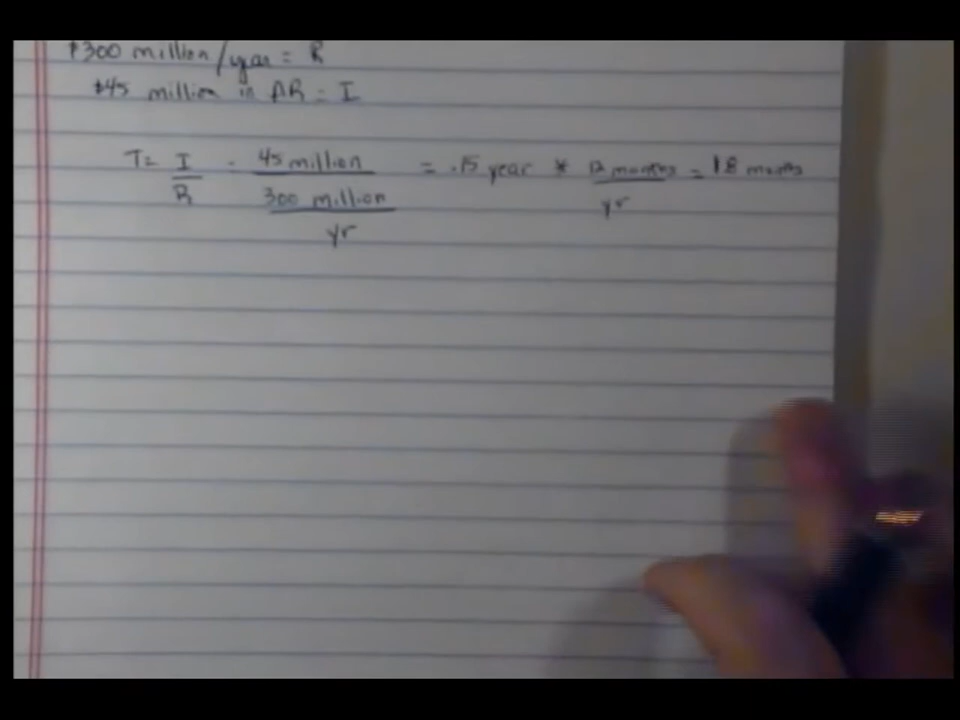 $300 million/year = R
$45 million in AR = I
T = I/R = 45 million / 300 million/yr = .15 year * 12 months/yr = 1.8 months